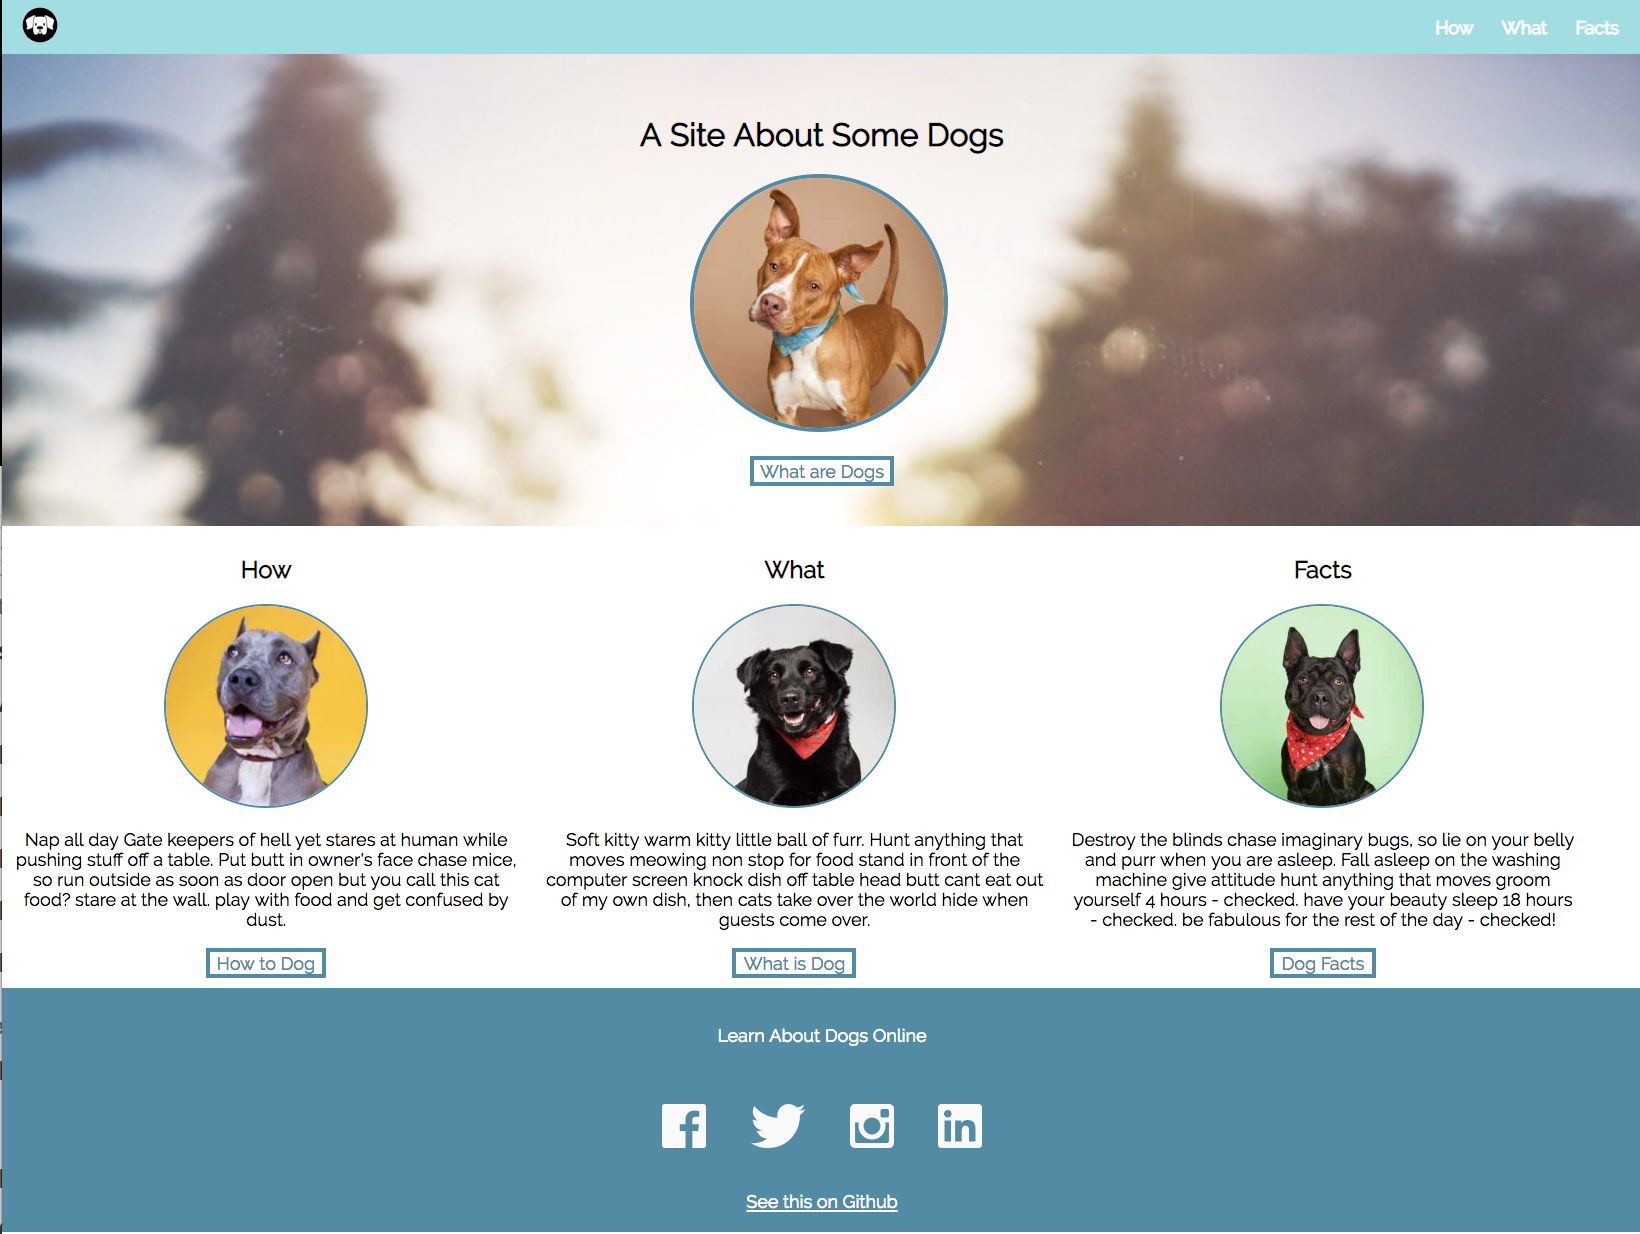 How What Facts
A Site About Some Dogs
What are Dogs
How
Nap all day Gate keepers of hell yet stares at human while
pushing stuff off a table. Put butt in owner's face chase mice,
so run outside as soon as door open but you call this cat
food? stare at the wall. play with food and get confused by
dust.
How to Dog
What
Soft kitty warm kitty little ball of furr. Hunt anything that
moves meowing non stop for food stand in front of the
computer screen knock dish off table head butt cant eat out
of my own dish, then cats take over the world hide when
guests come over.
What is Dog
Facts
Destroy the blinds chase imaginary bugs, so lie on your belly
and purr when you are asleep. Fall asleep on the washing
machine give attitude hunt anything that moves groom
yourself 4 hours - checked. have your beauty sleep 18 hours
- checked. be fabulous for the rest of the day - checked!
Dog Facts
Learn About Dogs Online
See this on Github